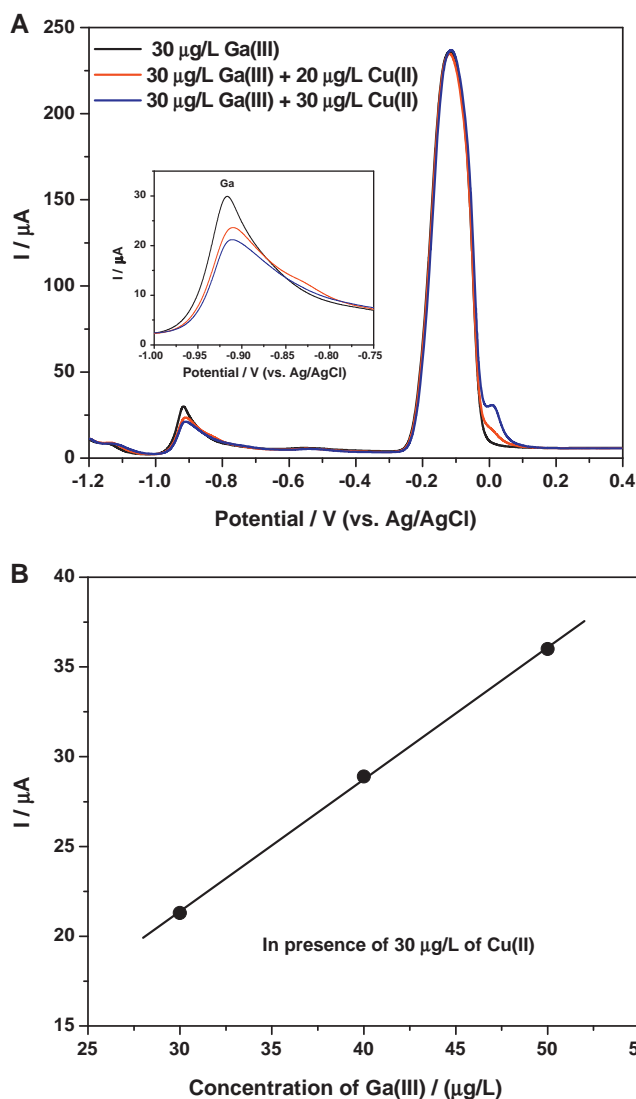 A
30 μg/L Ga(III)
30 μg/L Ga(III) + 20 μg/L Cu(II)
30 μg/L Ga(III) + 30 μg/L Cu(II)
250
200
150
100
50
0
I / μA
-1.2 -1.0 -0.8 -0.6 -0.4 -0.2 0.0 0.2 0.4
Potential / V (vs. Ag/AgCl)
Ga
30
20
10
0
I / μA
-1.00 -0.95 -0.90 -0.85 -0.80 -0.75
Potential / V (vs. Ag/AgCl)
B
40
35
30
25
20
15
I / μA
In presence of 30 μg/L of Cu(II)
25 30 35 40 45 50
Concentration of Ga(III) / (μg/L)